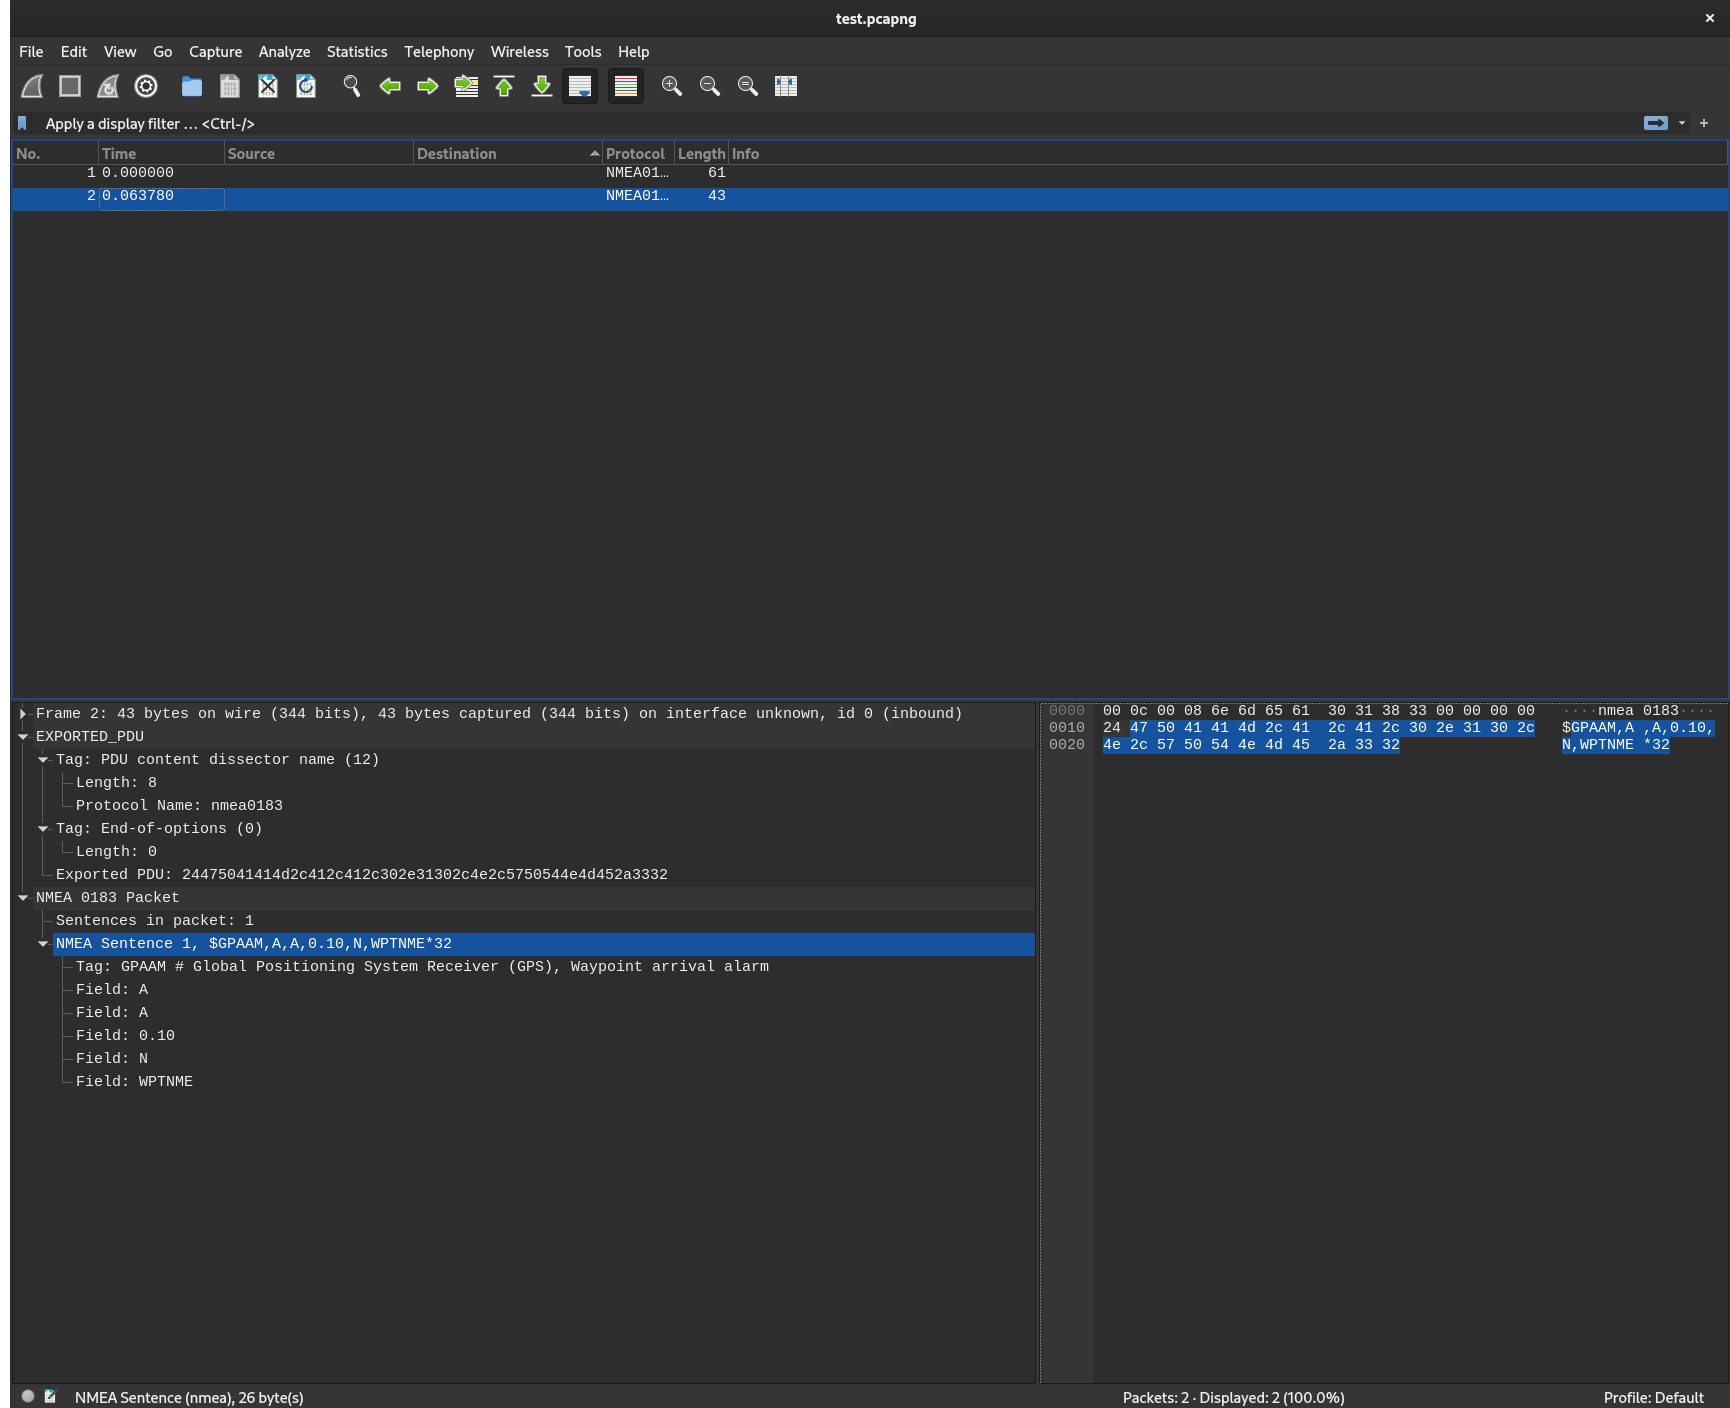 test.pcapng
File Edit View Go Capture Analyze Statistics Telephony Wireless Tools Help
Apply a display filter … <Ctrl-/>
No. Time Source Destination Protocol Length Info
1 0.000000 NMEA01… 61
2 0.063780 NMEA01… 43
Frame 2: 43 bytes on wire (344 bits), 43 bytes captured (344 bits) on interface unknown, id 0 (inbound)
EXPORTED_PDU
Tag: PDU content dissector name (12)
Length: 8
Protocol Name: nmea0183
Tag: End-of-options (0)
Length: 0
Exported PDU: 24475041414d2c412c412c302e31302c4e2c5750544e4d452a3332
NMEA 0183 Packet
Sentences in packet: 1
NMEA Sentence 1, $GPAAM,A,A,0.10,N,WPTNME*32
Tag: GPAAM # Global Positioning System Receiver (GPS), Waypoint arrival alarm
Field: A
Field: A
Field: 0.10
Field: N
Field: WPTNME
0000 00 0c 00 08 6e 6d 65 61 30 31 38 33 00 00 00 00 ····nmea 0183····
0010 24 47 50 41 41 4d 2c 41 2c 41 2c 30 2e 31 30 2c $GPAAM,A ,A,0.10,
0020 4e 2c 57 50 54 4e 4d 45 2a 33 32 N,WPTNME *32
NMEA Sentence (nmea), 26 byte(s) Packets: 2 · Displayed: 2 (100.0%) Profile: Default